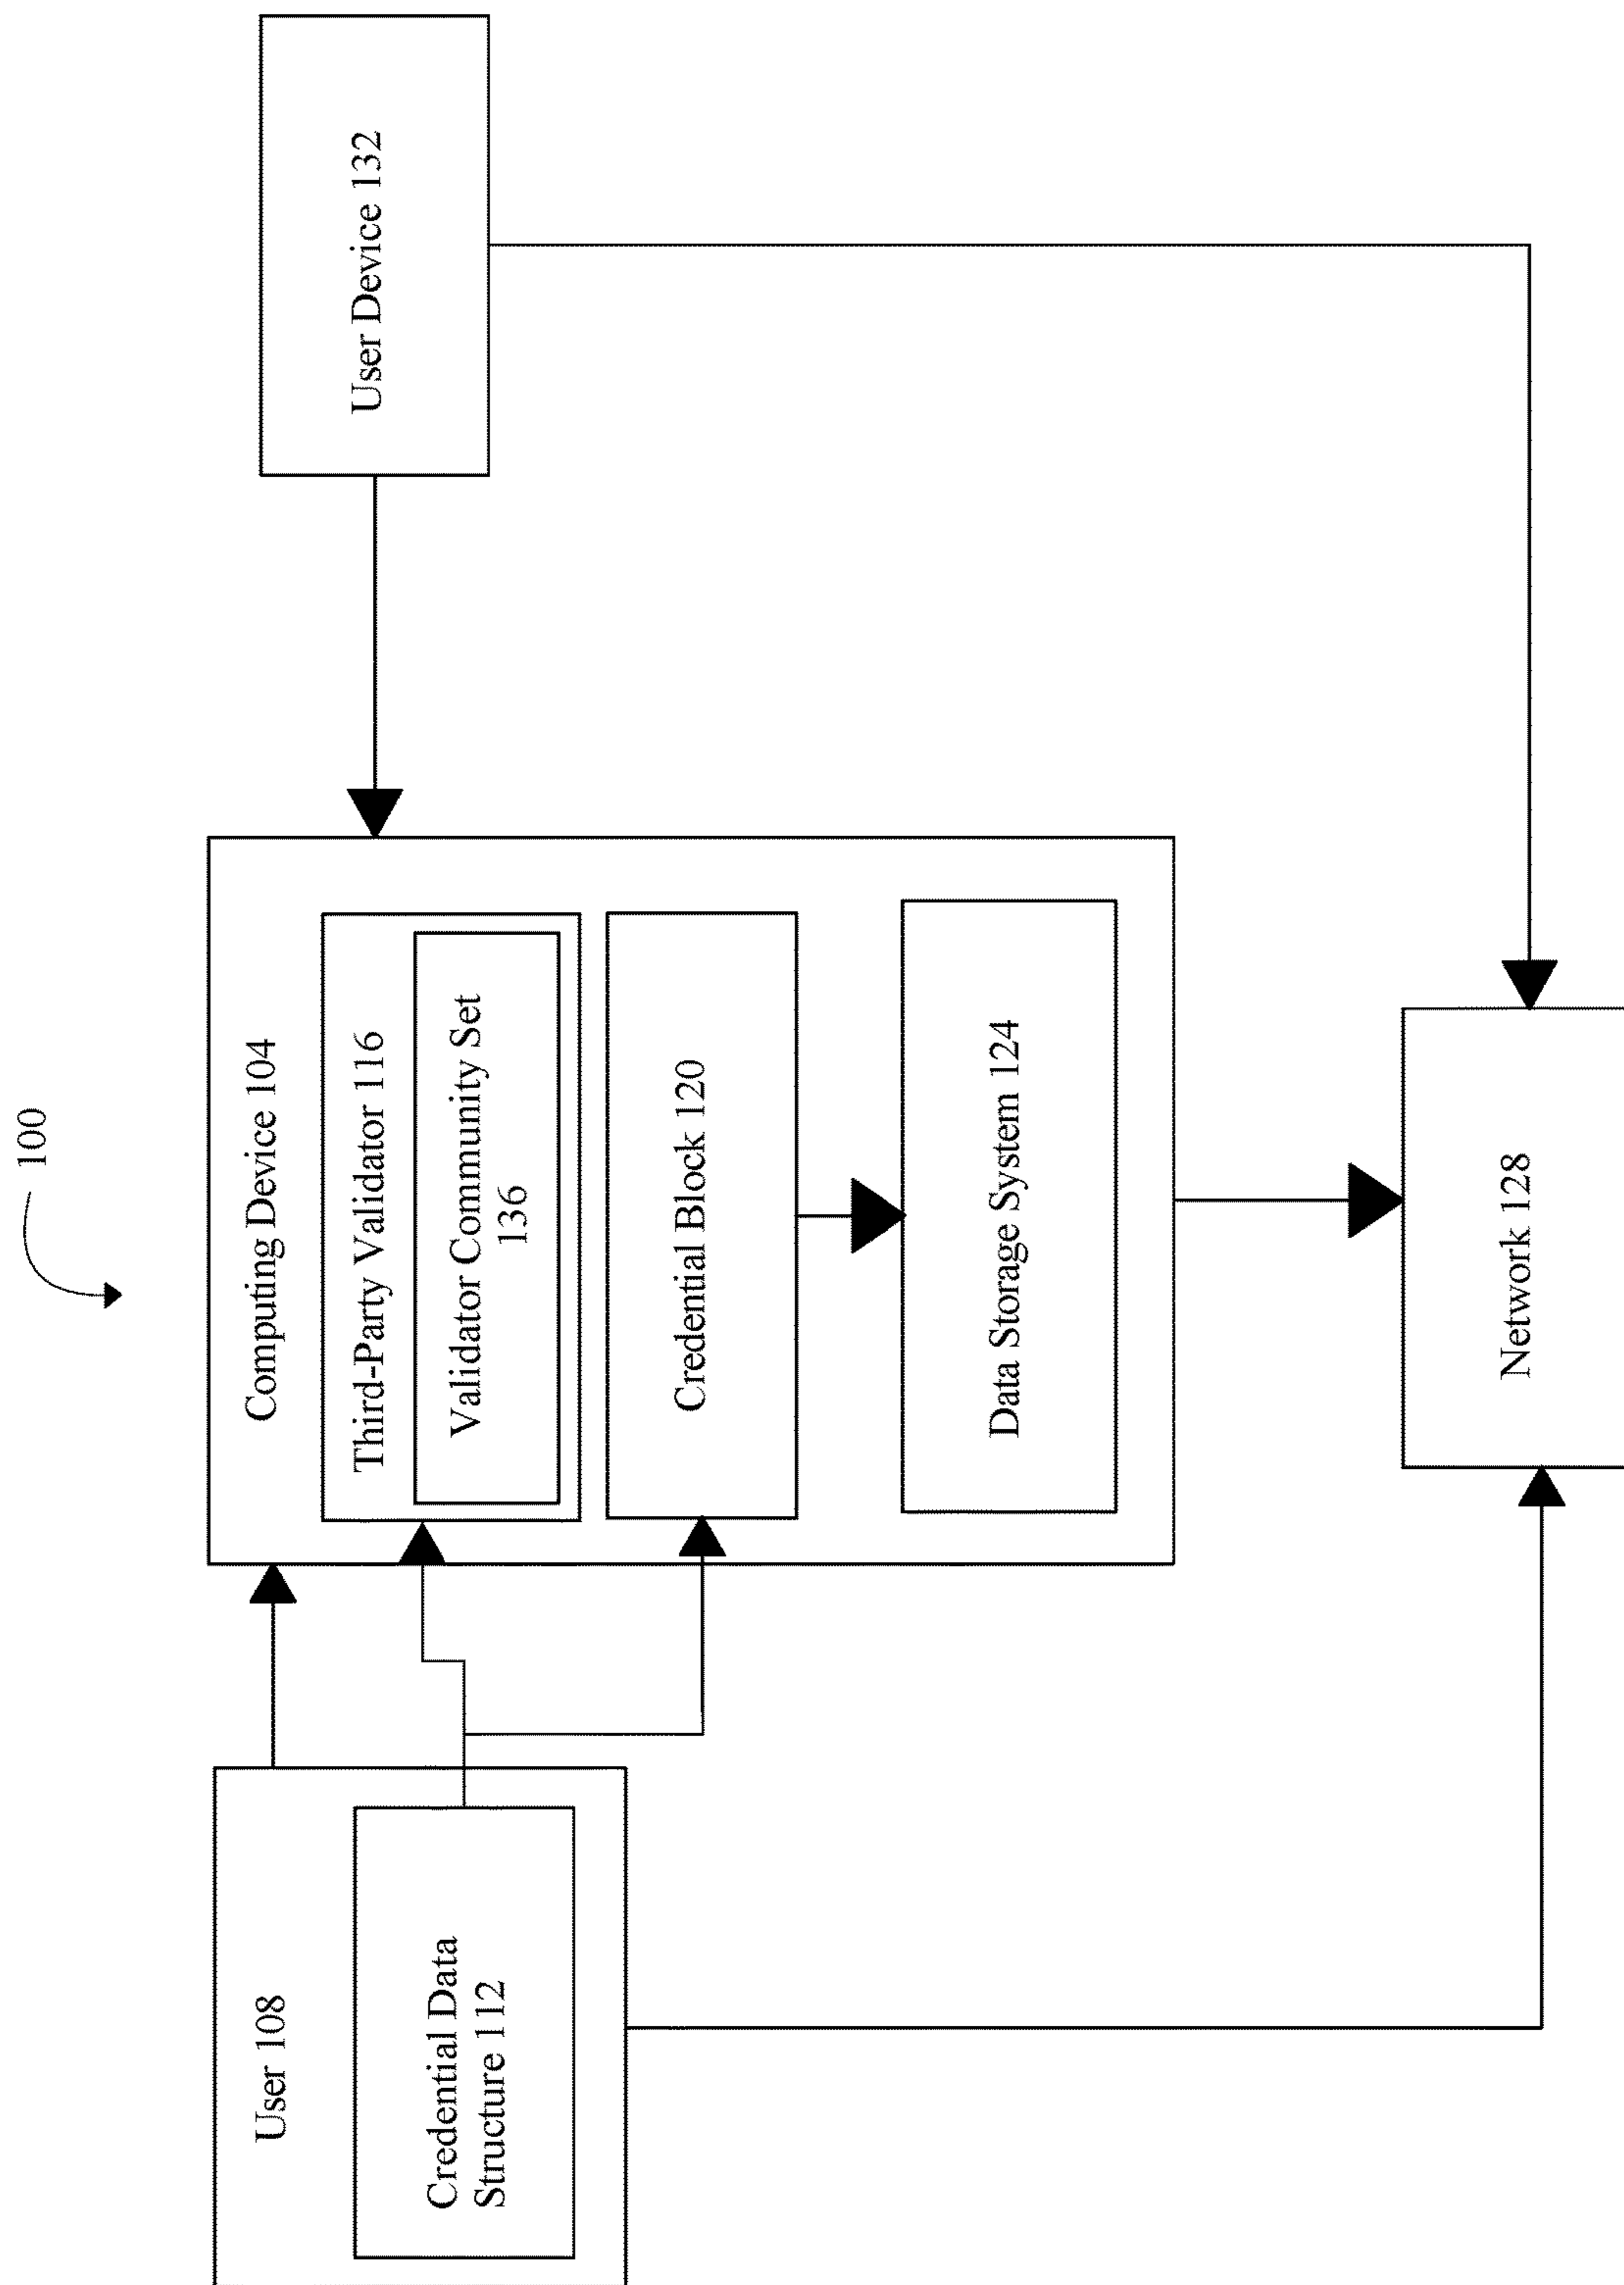 100
User 108
Credential Data
Structure 112
Computing Device 104
Third-Party Validator 116
Validator Community Set
136
Credential Block 120
Data Storage System 124
User Device 132
Network 128